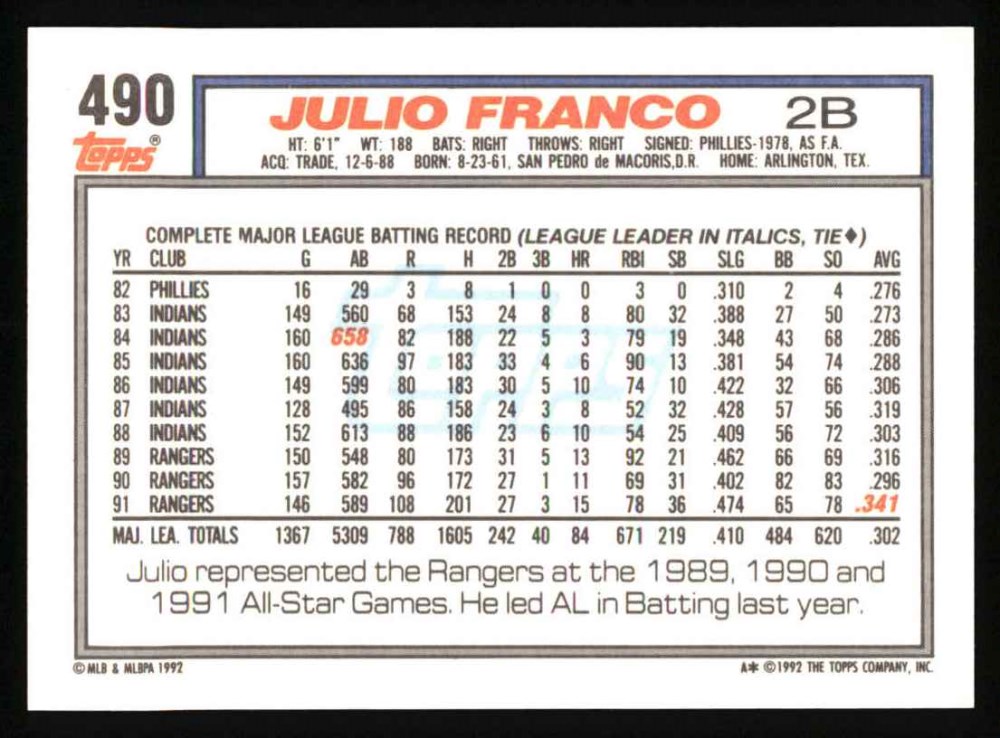 490
Topps®
JULIO FRANCO 2B
HT: 6'1" WT: 188 BATS: RIGHT THROWS: RIGHT SIGNED: PHILLIES-1978, AS F.A.
ACQ: TRADE, 12-6-88 BORN: 8-23-61, SAN PEDRO de MACORIS,D.R. HOME: ARLINGTON, TEX.
COMPLETE MAJOR LEAGUE BATTING RECORD (LEAGUE LEADER IN ITALICS, TIE♦)
YR CLUB G AB R H 2B 3B HR RBI SB SLG BB SO AVG
82 PHILLIES 16 29 3 8 1 0 0 3 0 .310 2 4 .276
83 INDIANS 149 560 68 153 24 8 8 80 32 .388 27 50 .273
84 INDIANS 160 658 82 188 22 5 3 79 19 .348 43 68 .286
85 INDIANS 160 636 97 183 33 4 6 90 13 .381 54 74 .288
86 INDIANS 149 599 80 183 30 5 10 74 10 .422 32 66 .306
87 INDIANS 128 495 86 158 24 3 8 52 32 .428 57 56 .319
88 INDIANS 152 613 88 186 23 6 10 54 25 .409 56 72 .303
89 RANGERS 150 548 80 173 31 5 13 92 21 .462 66 69 .316
90 RANGERS 157 582 96 172 27 1 11 69 31 .402 82 83 .296
91 RANGERS 146 589 108 201 27 3 15 78 36 .474 65 78 .341
MAJ. LEA. TOTALS 1367 5309 788 1605 242 40 84 671 219 .410 484 620 .302
Topps
Julio represented the Rangers at the 1989, 1990 and
1991 All-Star Games. He led AL in Batting last year.
© MLB & MLBPA 1992
A* © 1992 THE TOPPS COMPANY, INC.